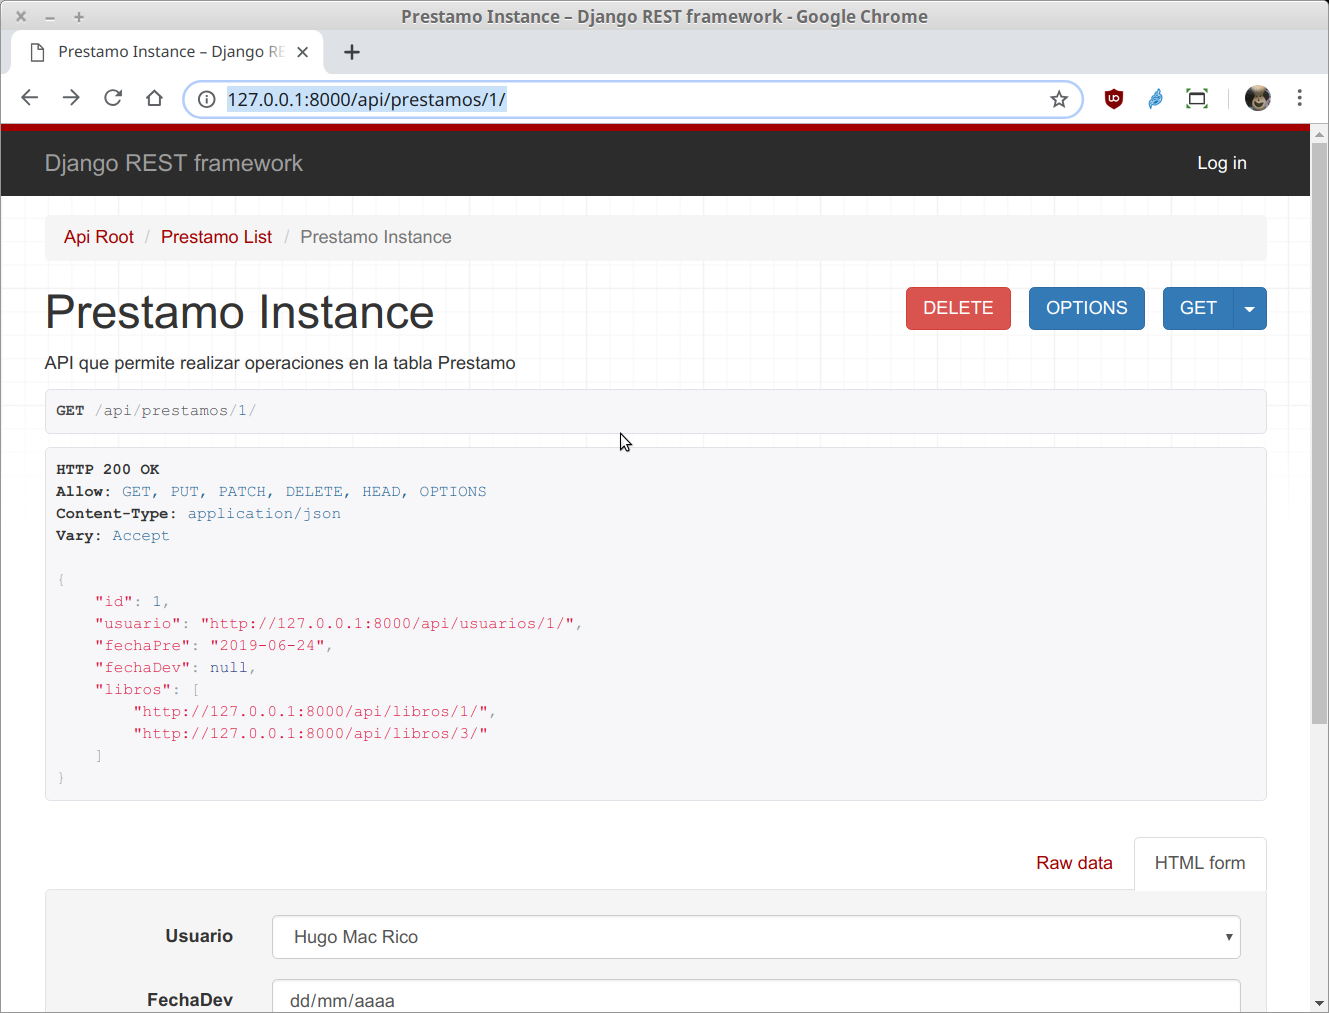 Prestamo Instance – Django REST framework - Google Chrome
Prestamo Instance – Django RE
127.0.0.1:8000/api/prestamos/1/
Django REST framework
Log in
Api Root / Prestamo List / Prestamo Instance
Prestamo Instance
DELETE
OPTIONS
GET
API que permite realizar operaciones en la tabla Prestamo
GET /api/prestamos/1/
HTTP 200 OK
Allow: GET, PUT, PATCH, DELETE, HEAD, OPTIONS
Content-Type: application/json
Vary: Accept
{
    "id": 1,
    "usuario": "http://127.0.0.1:8000/api/usuarios/1/",
    "fechaPre": "2019-06-24",
    "fechaDev": null,
    "libros": [
        "http://127.0.0.1:8000/api/libros/1/",
        "http://127.0.0.1:8000/api/libros/3/"
    ]
}
Raw data
HTML form
Usuario
Hugo Mac Rico
FechaDev
dd/mm/aaaa